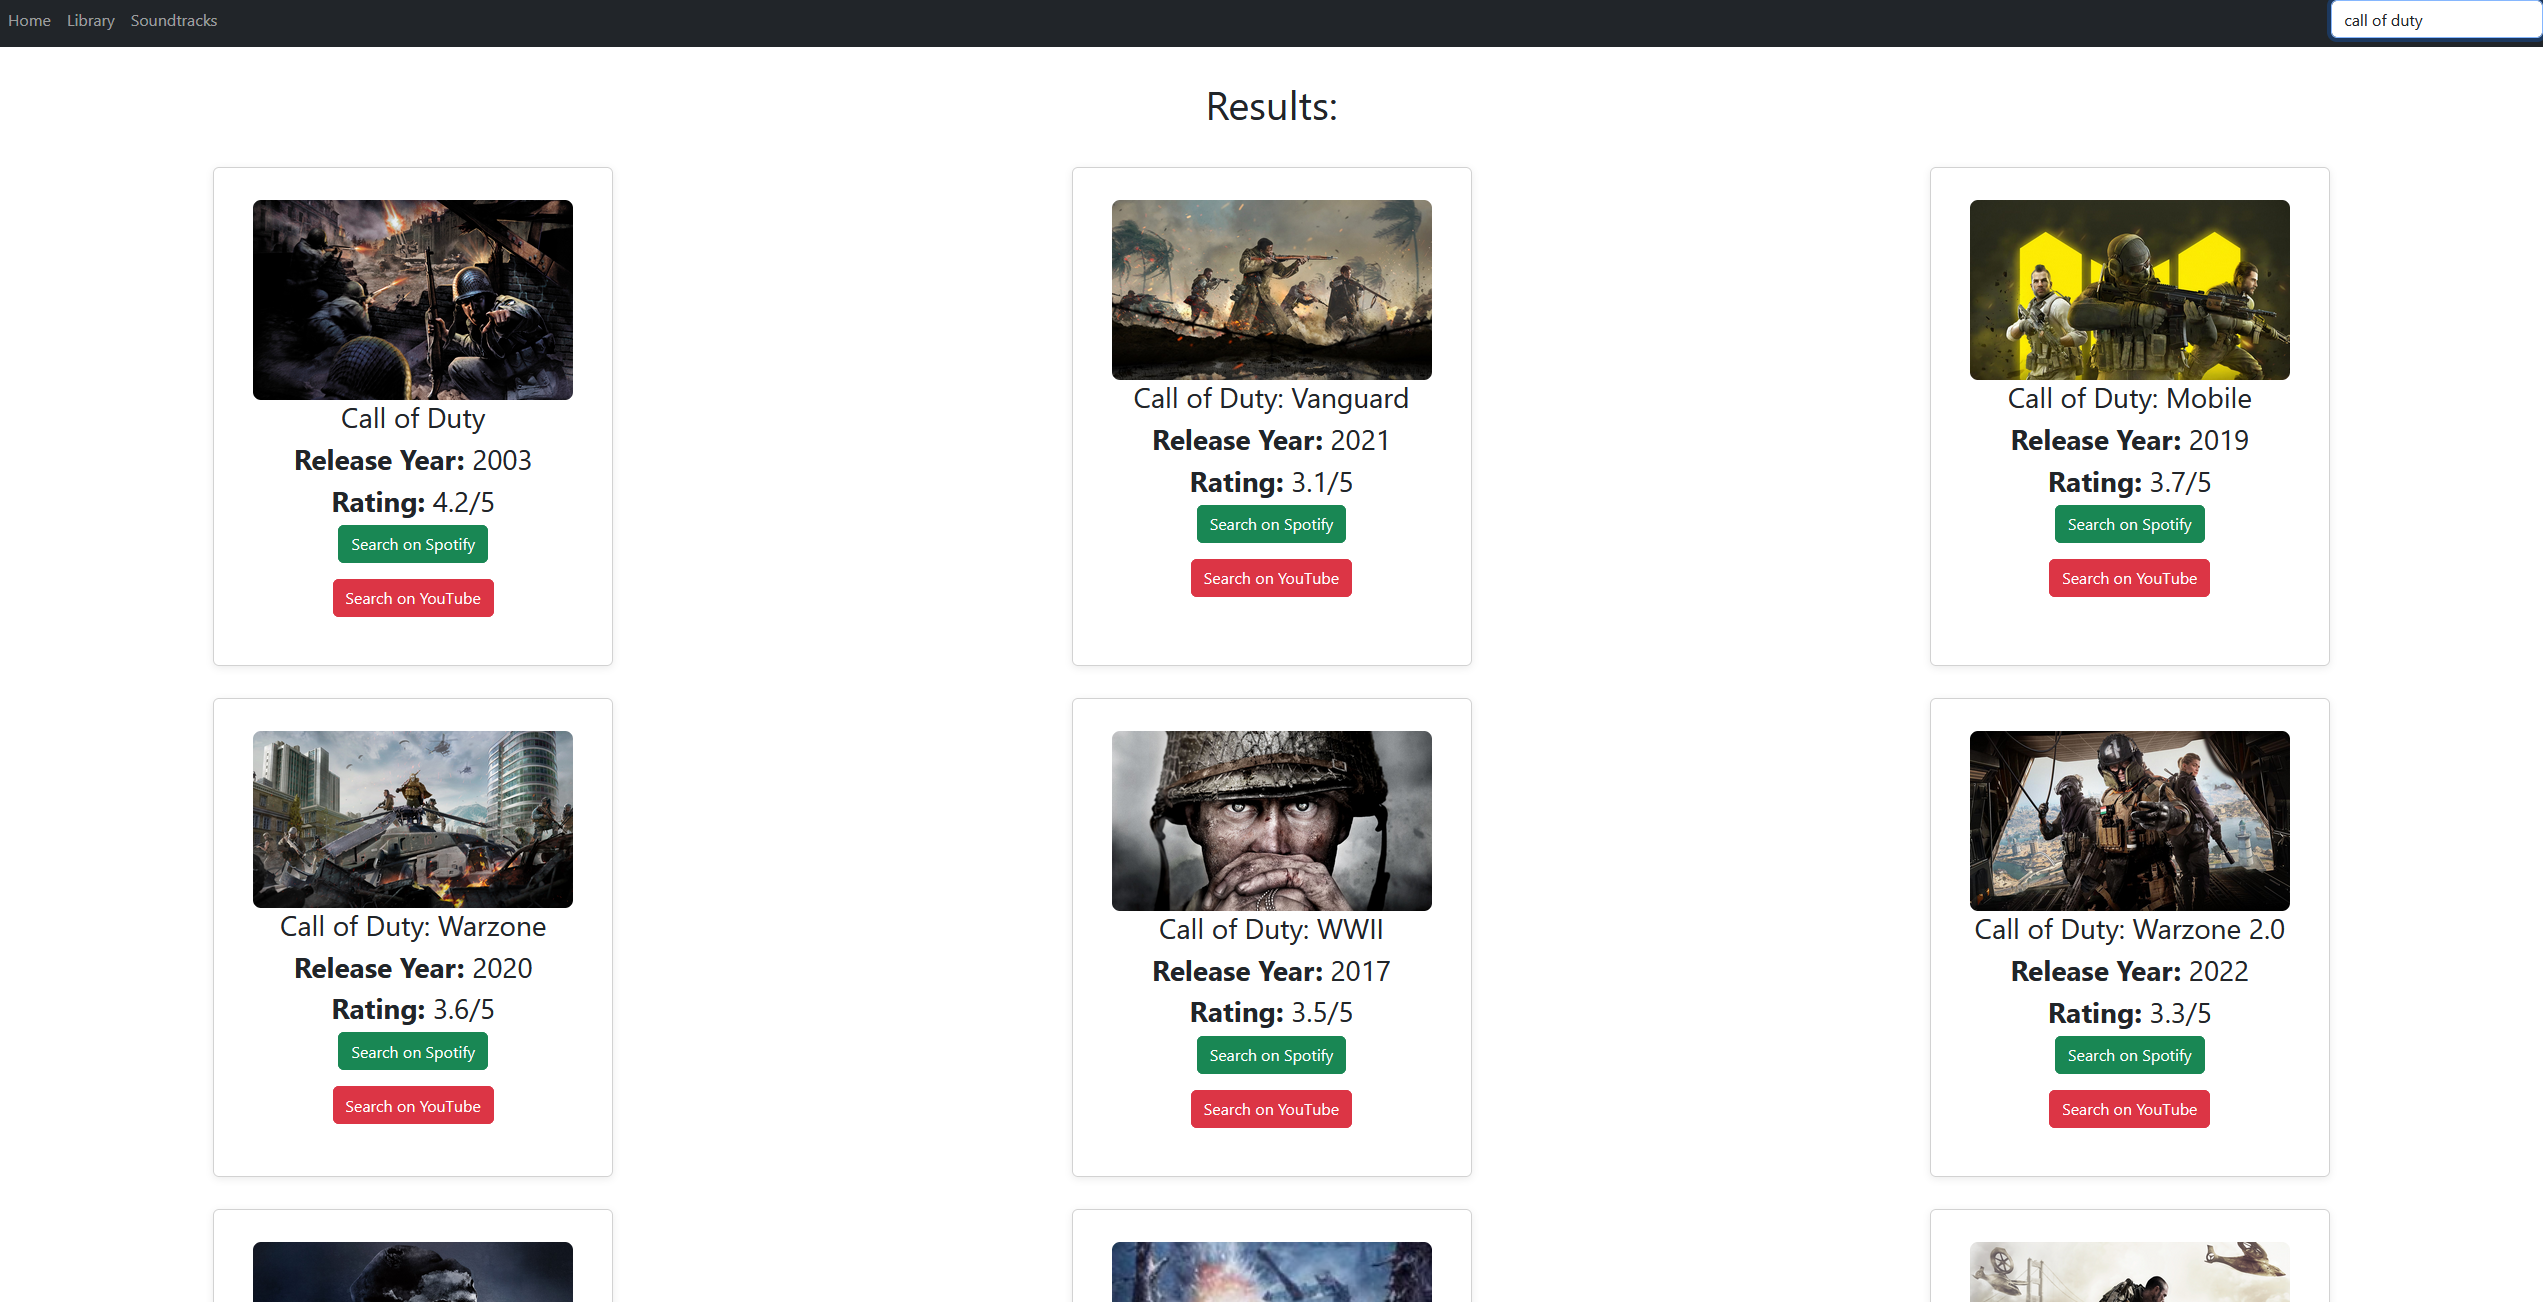 Home Library Soundtracks
call of duty
Results:
Call of Duty
Release Year: 2003
Rating: 4.2/5
Search on Spotify
Search on YouTube
Call of Duty: Vanguard
Release Year: 2021
Rating: 3.1/5
Search on Spotify
Search on YouTube
Call of Duty: Mobile
Release Year: 2019
Rating: 3.7/5
Search on Spotify
Search on YouTube
Call of Duty: Warzone
Release Year: 2020
Rating: 3.6/5
Search on Spotify
Search on YouTube
Call of Duty: WWII
Release Year: 2017
Rating: 3.5/5
Search on Spotify
Search on YouTube
Call of Duty: Warzone 2.0
Release Year: 2022
Rating: 3.3/5
Search on Spotify
Search on YouTube